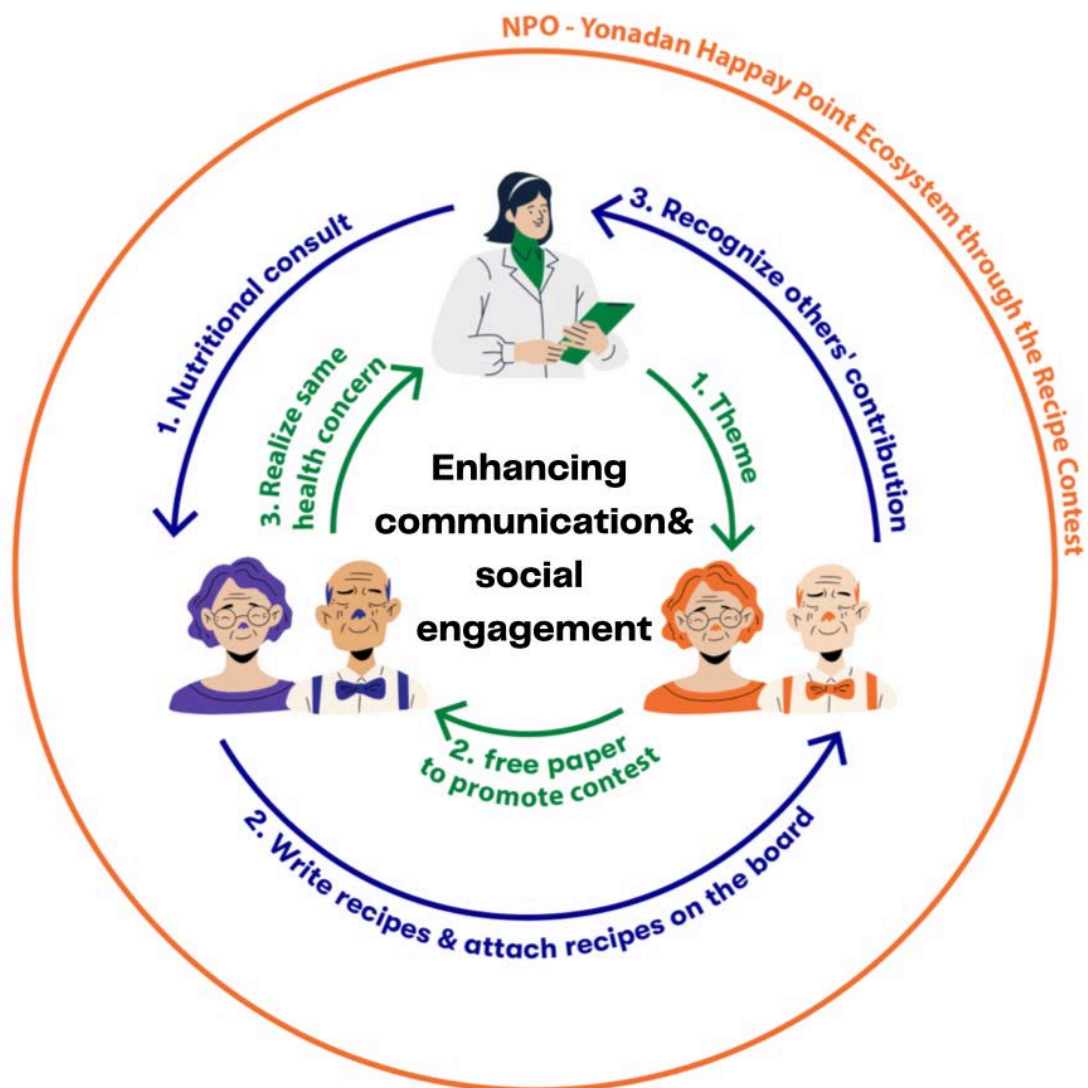 NPO - Yonadan Happay Point Ecosystem through the Recipe Contest
1. Nutritional consult
3. Recognize others' contribution
3. Realize same
health concern
1. Theme
Enhancing
communication&
social
engagement
2. free paper
to promote contest
2. Write recipes & attach recipes on the board